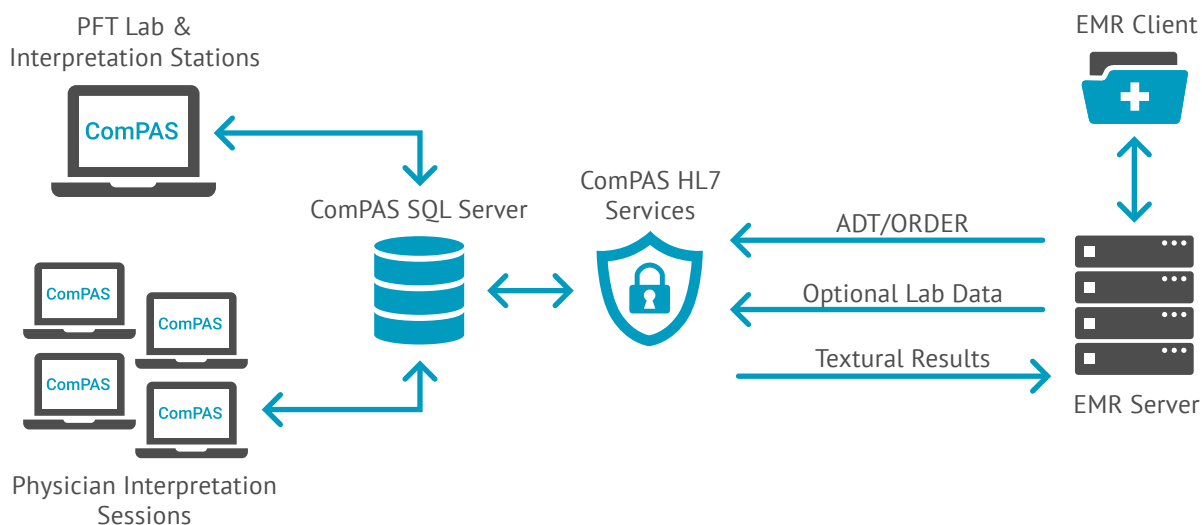 PFT Lab &
Interpretation Stations
ComPAS
ComPAS SQL Server
ComPAS HL7
Services
EMR Client
ADT/ORDER
Optional Lab Data
Textural Results
EMR Server
ComPAS
ComPAS
ComPAS
ComPAS
Physician Interpretation
Sessions